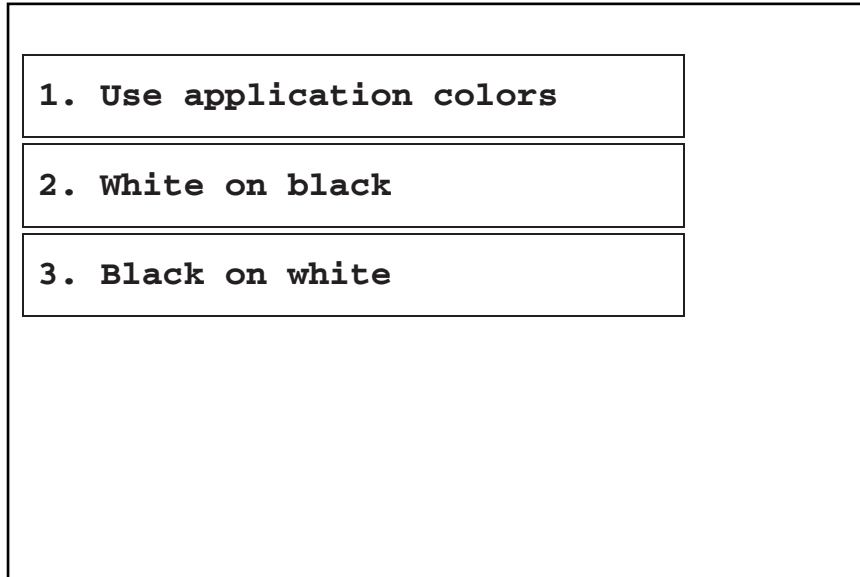 1. Use application colors
2. White on black
3. Black on white